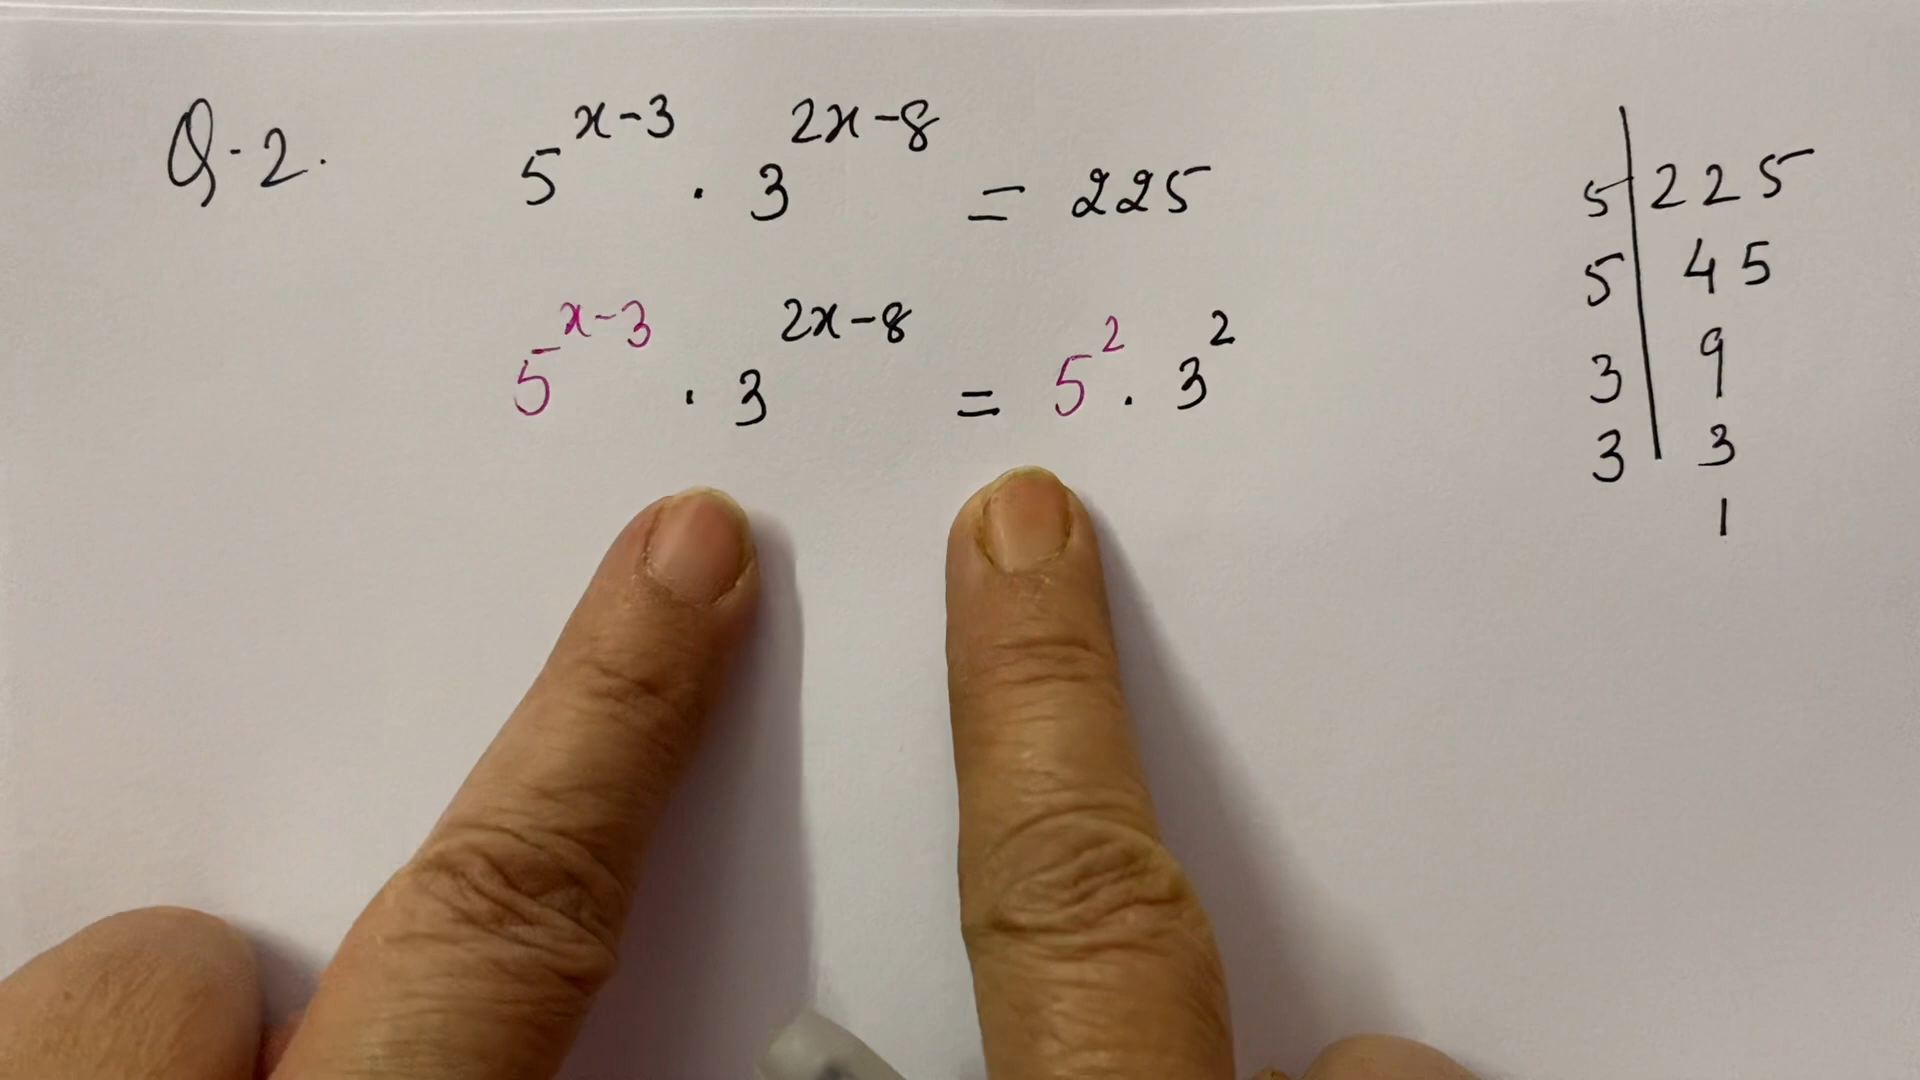 Q-2. 5^{x-3} · 3^{2x-8} = 225
5^{x-3} · 3^{2x-8} = 5^2 · 3^2
5 | 225
5 | 45
3 | 9
3 | 3
1